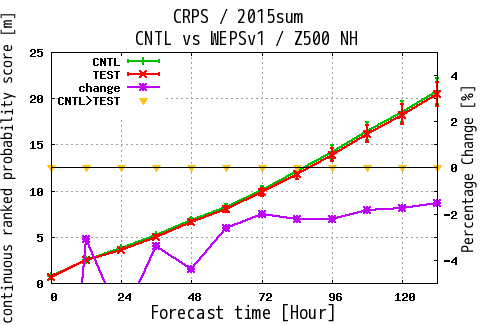 CRPS / 2015sum
CNTL vs WEPSv1 / Z500 NH
continuous ranked probability score [m]
25
20
15
10
5
0
CNTL
TEST
change
CNTL>TEST
4
2
0
-2
-4
Percentage Change [%]
0 24 48 72 96 120
Forecast time [Hour]